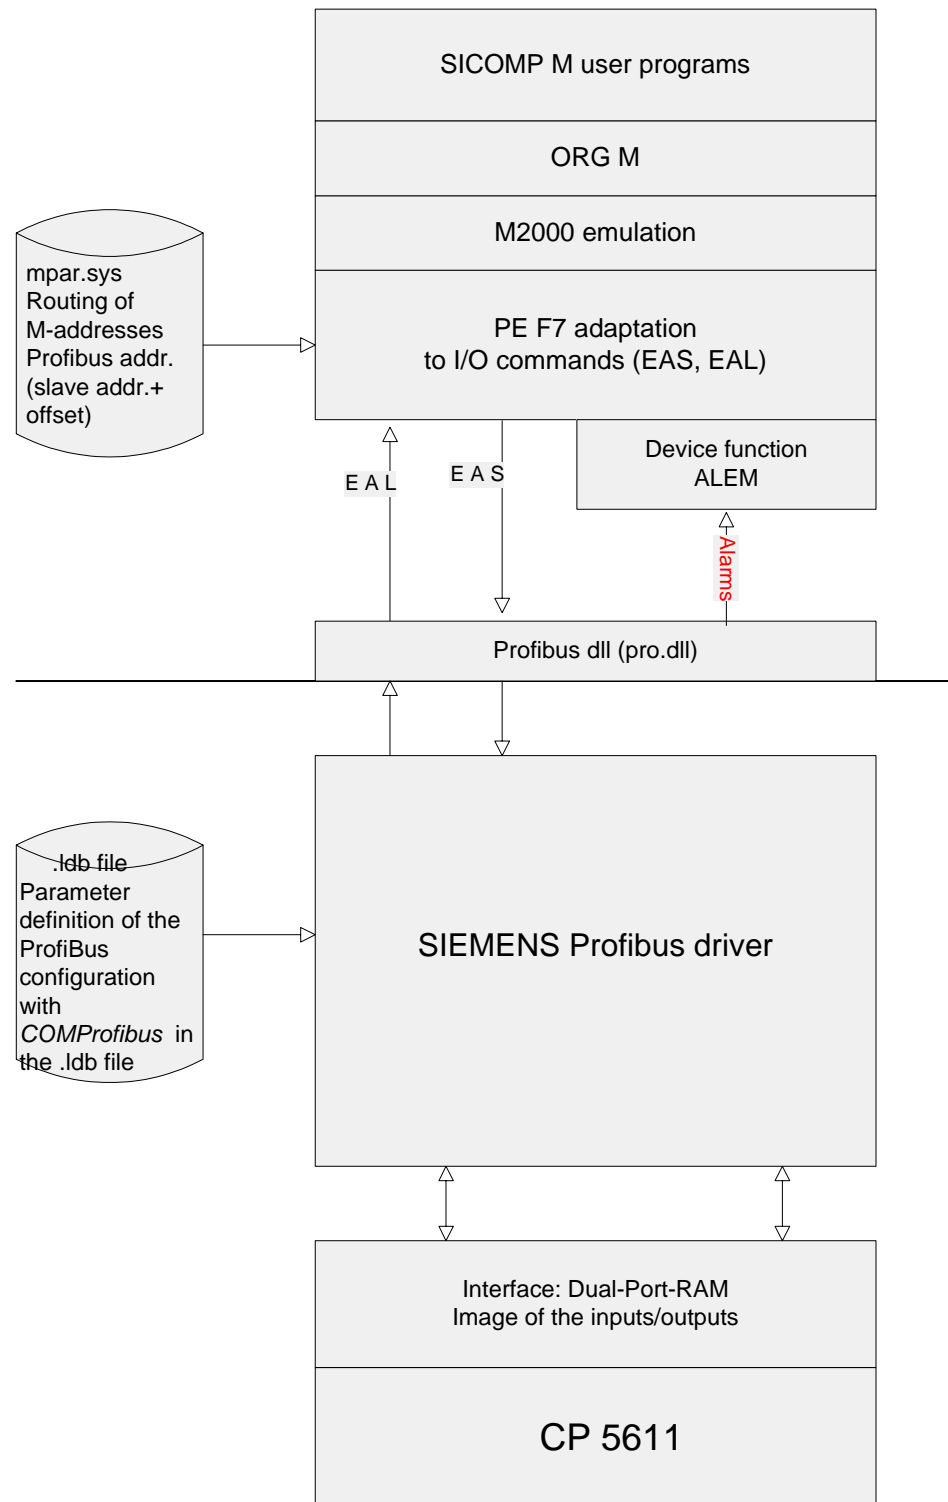 SICOMP M user programs
ORG M
M2000 emulation
mpar.sys
Routing of
M-addresses
Profibus addr.
(slave addr.+
offset)
PE F7 adaptation
to I/O commands (EAS, EAL)
Device function
ALEM
E A L
E A S
Alarms
Profibus dll (pro.dll)
.ldb file
Parameter
definition of the
ProfiBus
configuration
with
COMProfibus in
the .ldb file
SIEMENS Profibus driver
Interface: Dual-Port-RAM
Image of the inputs/outputs
CP 5611